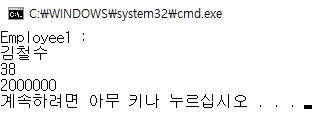 C:₩WINDOWS₩system32₩cmd.exe
Employee1 :
김철수
38
2000000
계속하려면 아무 키나 누르십시오 . . .